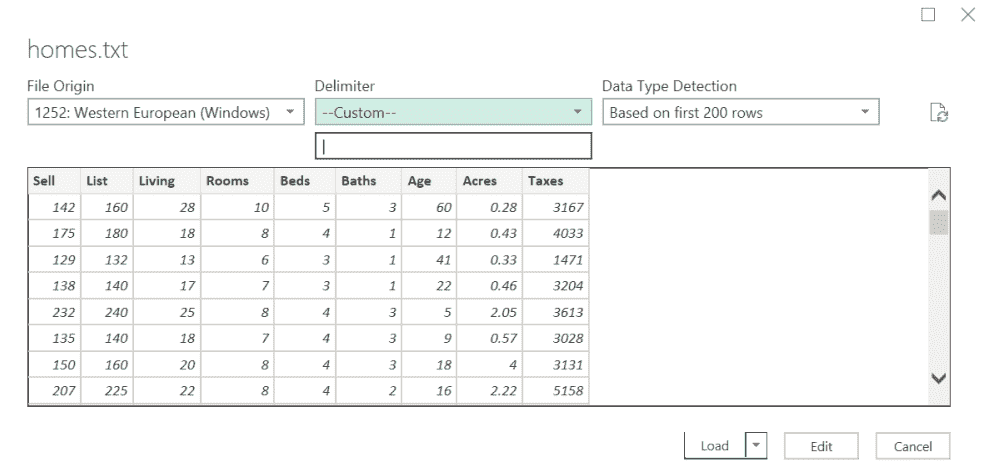 homes.txt
File Origin Delimiter Data Type Detection
1252: Western European (Windows) --Custom-- Based on first 200 rows
|
Sell List Living Rooms Beds Baths Age Acres Taxes
142 160 28 10 5 3 60 0.28 3167
175 180 18 8 4 1 12 0.43 4033
129 132 13 6 3 1 41 0.33 1471
138 140 17 7 3 1 22 0.46 3204
232 240 25 8 4 3 5 2.05 3613
135 140 18 7 4 3 9 0.57 3028
150 160 20 8 4 3 18 4 3131
207 225 22 8 4 2 16 2.22 5158
Load Edit Cancel